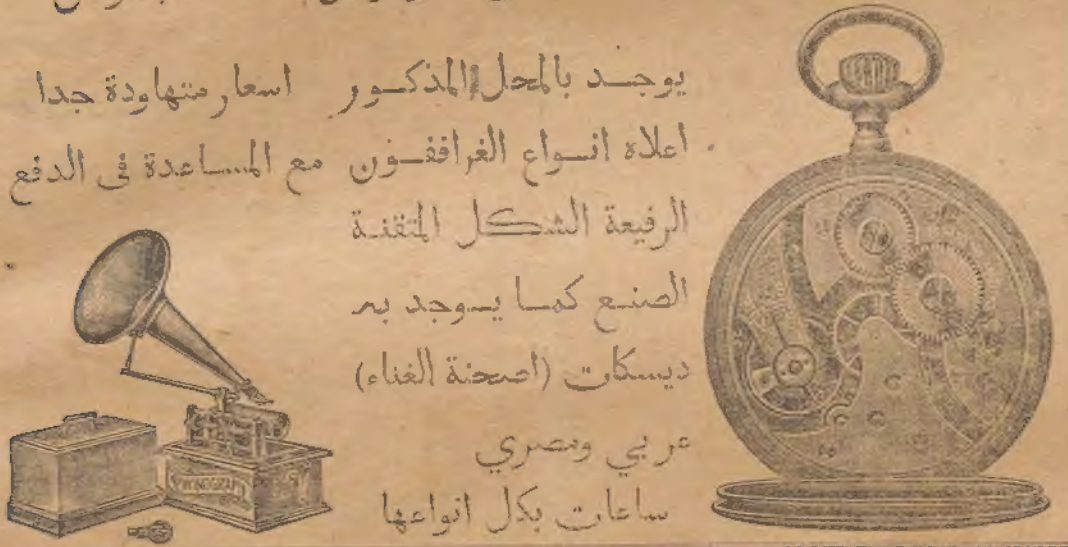 يوجد بالمحل المذكور اسعار متهاودة جدا
اعلاه انواع الغراففون مع المساعدة في الدفع
الرفيعة الشكل المتقنة
الصنع كما يوجد به
ديسكات (اصحنة الغناء)
عربي ومصري
ساعات بكل انواعها